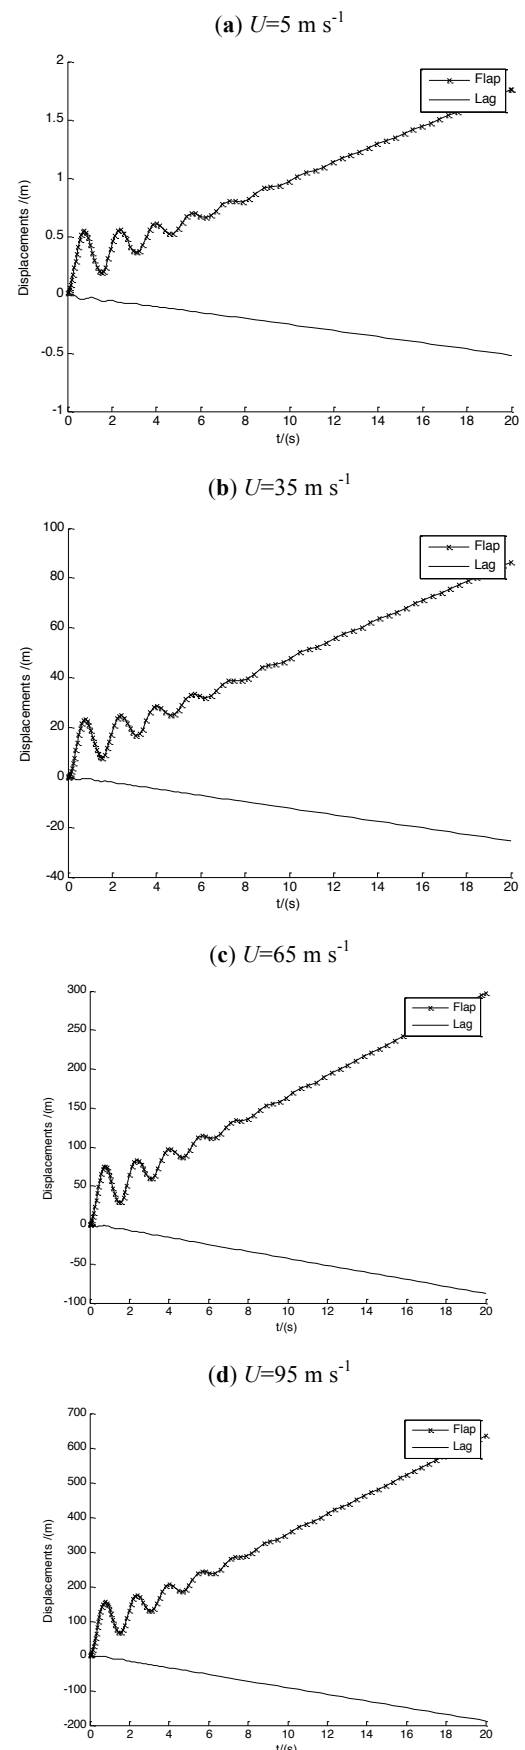 (a) U=5 m s-1
2
1.5
1
0.5
0
-0.5
-1
Displacements /(m)
Flap
Lag
0 2 4 6 8 10 12 14 16 18 20
t/(s)
(b) U=35 m s-1
100
80
60
40
20
0
-20
-40
Displacements /(m)
Flap
Lag
0 2 4 6 8 10 12 14 16 18 20
t/(s)
(c) U=65 m s-1
300
250
200
150
100
50
0
-50
-100
Displacements /(m)
Flap
Lag
0 2 4 6 8 10 12 14 16 18 20
t/(s)
(d) U=95 m s-1
700
600
500
400
300
200
100
0
-100
-200
Displacements /(m)
Flap
Lag
0 2 4 6 8 10 12 14 16 18 20
t/(s)